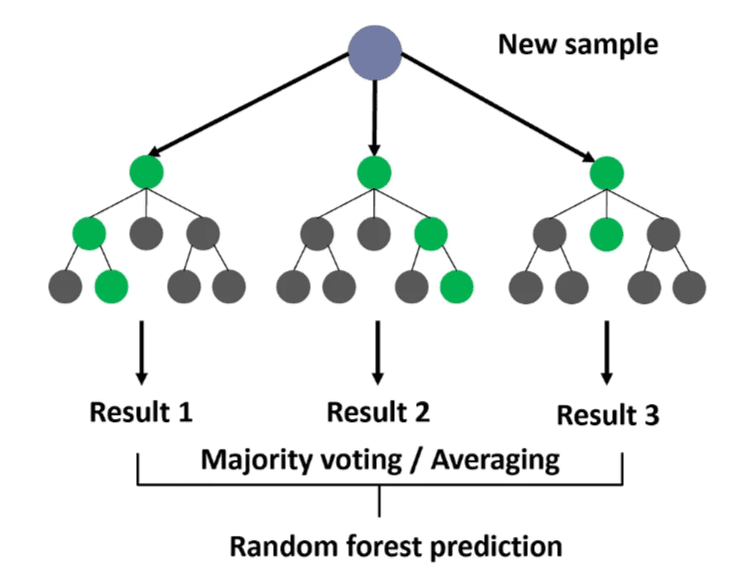 New sample
Result 1
Result 2
Result 3
Majority voting / Averaging
Random forest prediction